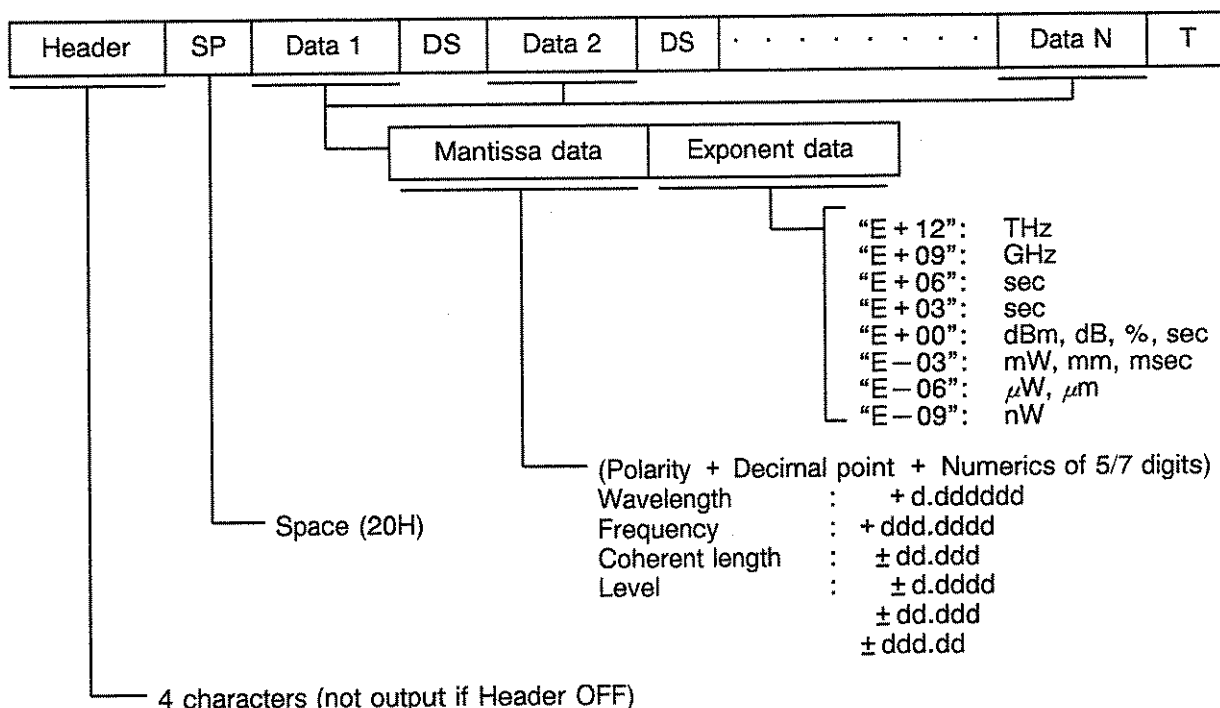 Header SP Data 1 DS Data 2 DS · · · · · · · · Data N T
Mantissa data Exponent data
“E+12”: THz
“E+09”: GHz
“E+06”: sec
“E+03”: sec
“E+00”: dBm, dB, %, sec
“E−03”: mW, mm, msec
“E−06”: μW, μm
“E−09”: nW
(Polarity + Decimal point + Numerics of 5/7 digits)
Wavelength : +d.dddddd
Space (20H)
Frequency : +ddd.dddd
Coherent length : ±dd.ddd
Level : ±d.dddd
±dd.ddd
±ddd.dd
4 characters (not output if Header OFF)